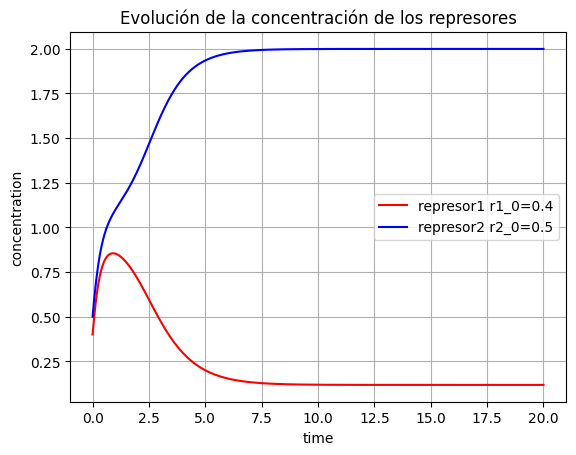 Evolución de la concentración de los represores
concentration
2.00
1.75
1.50
1.25
1.00
0.75
0.50
0.25
represor1 r1_0=0.4
represor2 r2_0=0.5
0.0 2.5 5.0 7.5 10.0 12.5 15.0 17.5 20.0
time